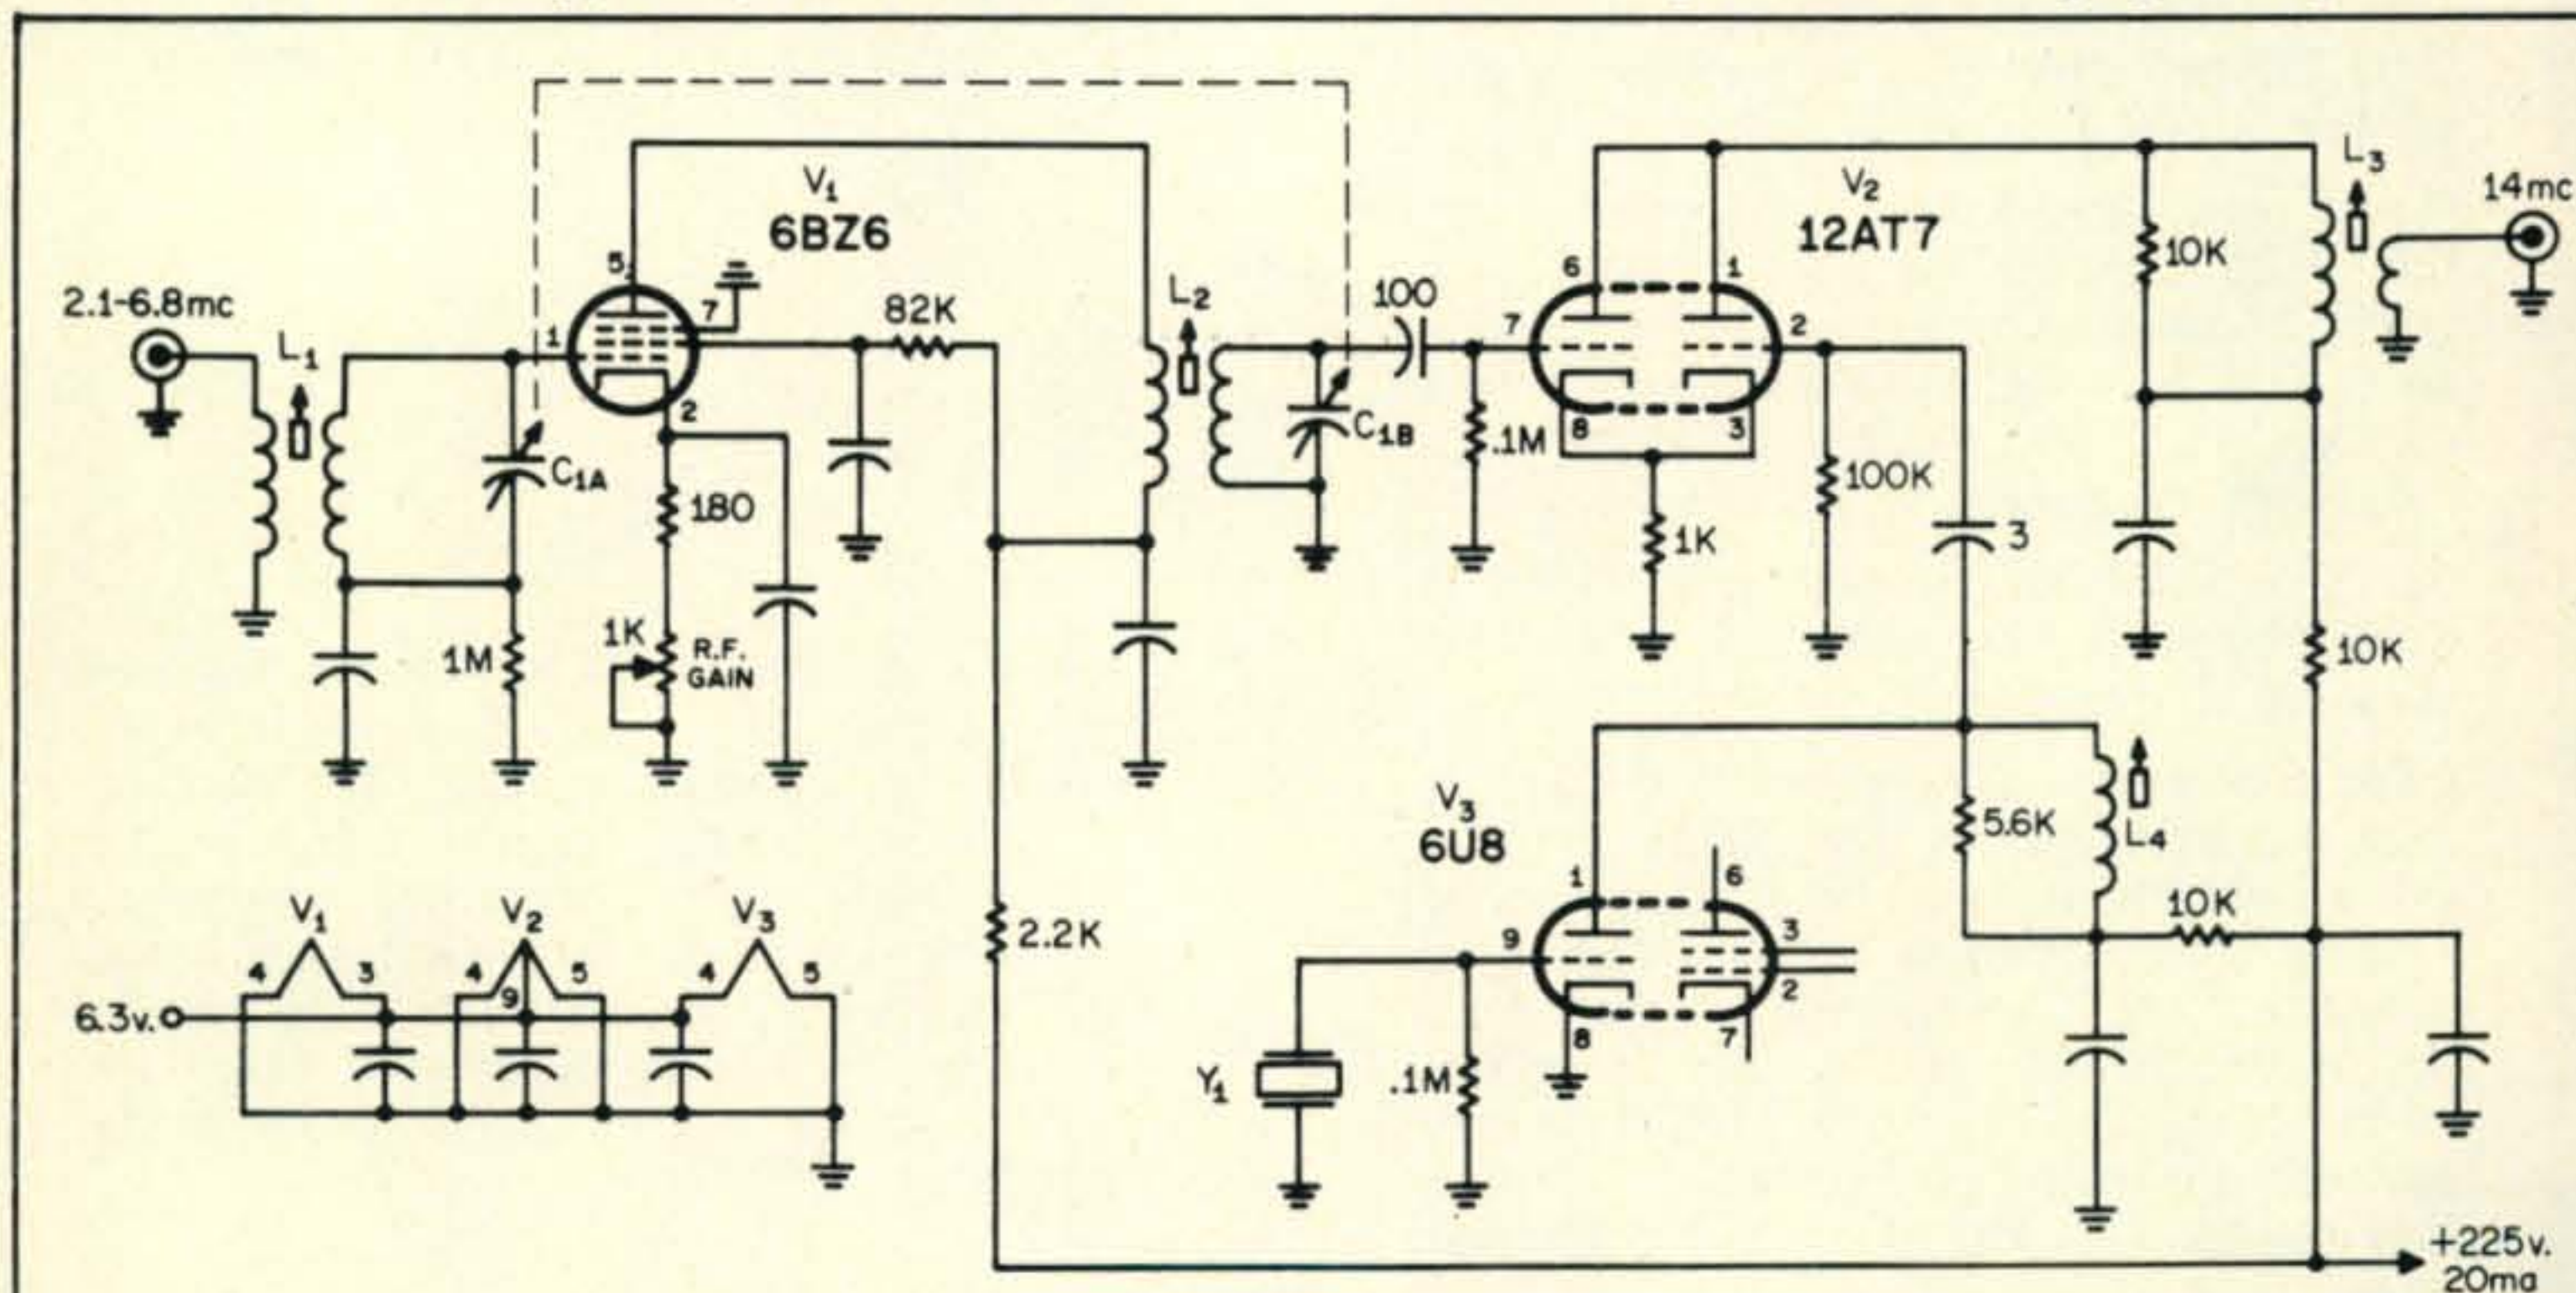 V1
6BZ6
V2
12AT7
L3
14mc
5
7
6
1
10K
2.1-6.8mc
L1
1
82K
L2
100
7
2
2
C1A
C1B
8
.1M
3
100K
180
1K
3
1M
1K
R.F.
GAIN
10K
V3
6U8
5.6K
L4
1
6
V1
V2
V3
2.2K
9
3
2
10K
4
3
4
9
5
4
5
6.3v.
8
7
Y1
.1M
+225v.
20ma